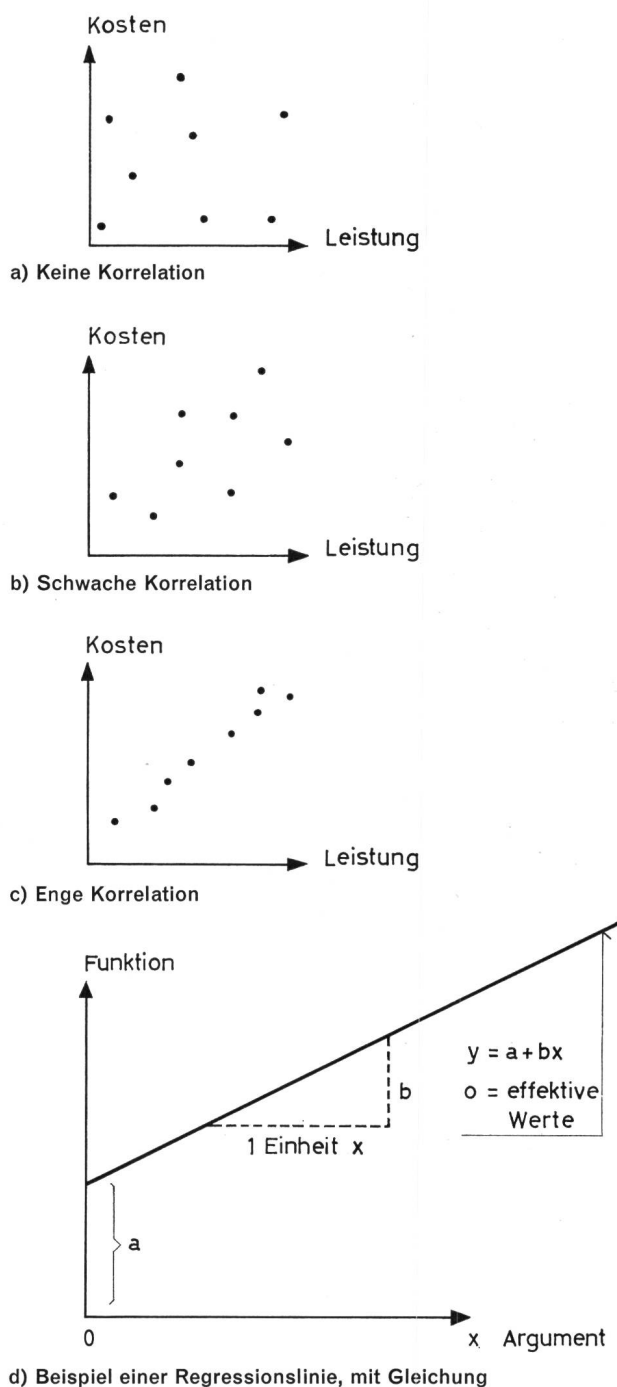 Kosten
Leistung
a) Keine Korrelation
Kosten
Leistung
b) Schwache Korrelation
Kosten
Leistung
c) Enge Korrelation
Funktion
y = a+bx
o = effektive
Werte
b
1 Einheit x
a
0
x Argument
d) Beispiel einer Regressionslinie, mit Gleichung